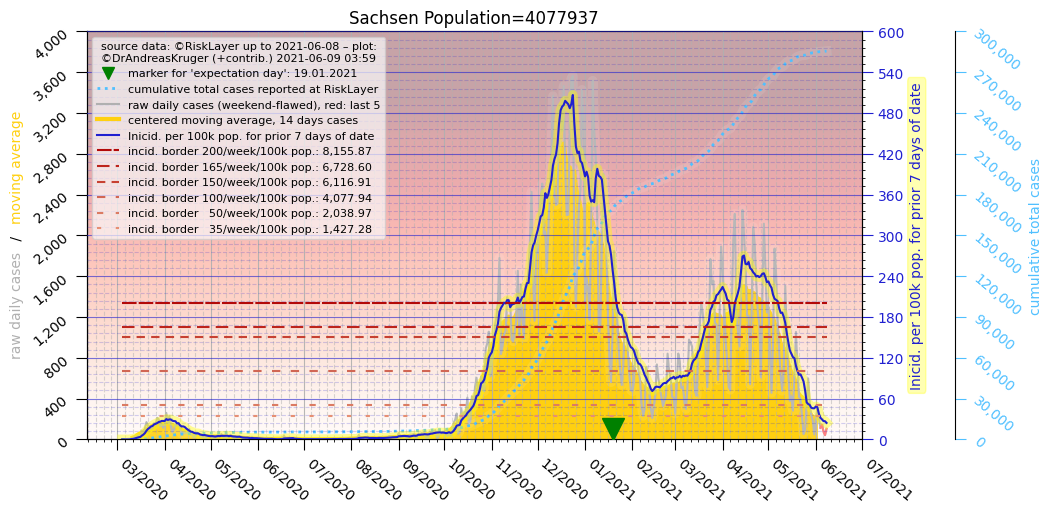 Sachsen Population=4077937
source data: ©RiskLayer up to 2021-06-08 – plot:
©DrAndreasKruger (+contrib.) 2021-06-09 03:59
marker for 'expectation day': 19.01.2021
cumulative total cases reported at RiskLayer
raw daily cases (weekend-flawed), red: last 5
centered moving average, 14 days cases
Inicid. per 100k pop. for prior 7 days of date
incid. border 200/week/100k pop.: 8,155.87
incid. border 165/week/100k pop.: 6,728.60
incid. border 150/week/100k pop.: 6,116.91
incid. border 100/week/100k pop.: 4,077.94
incid. border 50/week/100k pop.: 2,038.97
incid. border 35/week/100k pop.: 1,427.28
raw daily cases / moving average
4,000
3,600
3,200
2,800
2,400
2,000
1,600
1,200
800
400
0
600
540
480
420
360
300
240
180
120
60
0
Inicid. per 100k pop. for prior 7 days of date
300,000
270,000
240,000
210,000
180,000
150,000
120,000
90,000
60,000
30,000
0
cumulative total cases
03/2020
04/2020
05/2020
06/2020
07/2020
08/2020
09/2020
10/2020
11/2020
12/2020
01/2021
02/2021
03/2021
04/2021
05/2021
06/2021
07/2021